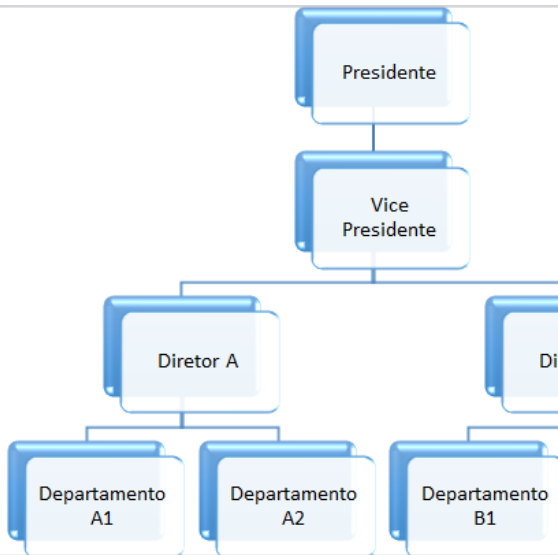 Presidente
Vice
Presidente
Diretor A
Departamento
A1
Departamento
A2
Departamento
B1